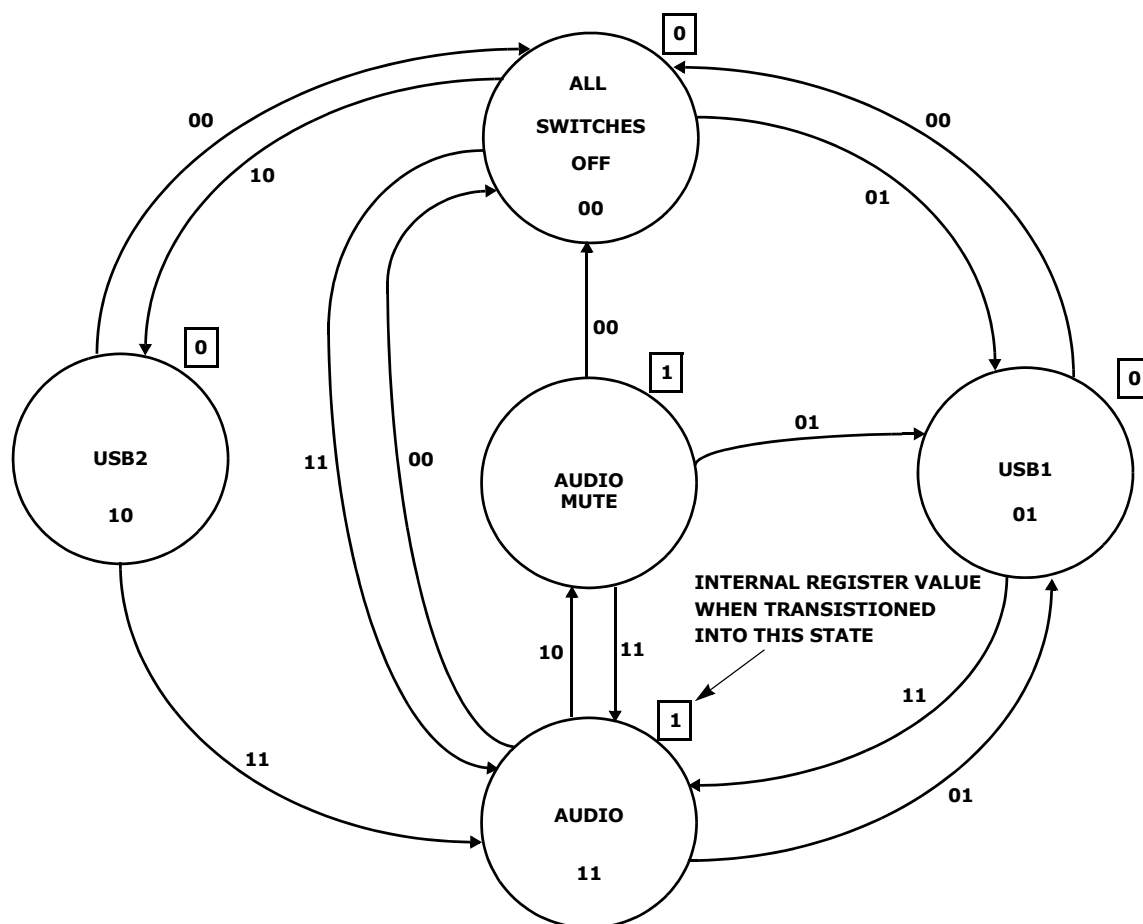 0
ALL
SWITCHES
OFF
00
00
10
00
01
0
00
1
0
01
11
00
USB2
10
AUDIO
MUTE
USB1
01
INTERNAL REGISTER VALUE
WHEN TRANSISTIONED
INTO THIS STATE
10
11
1
11
11
01
AUDIO
11